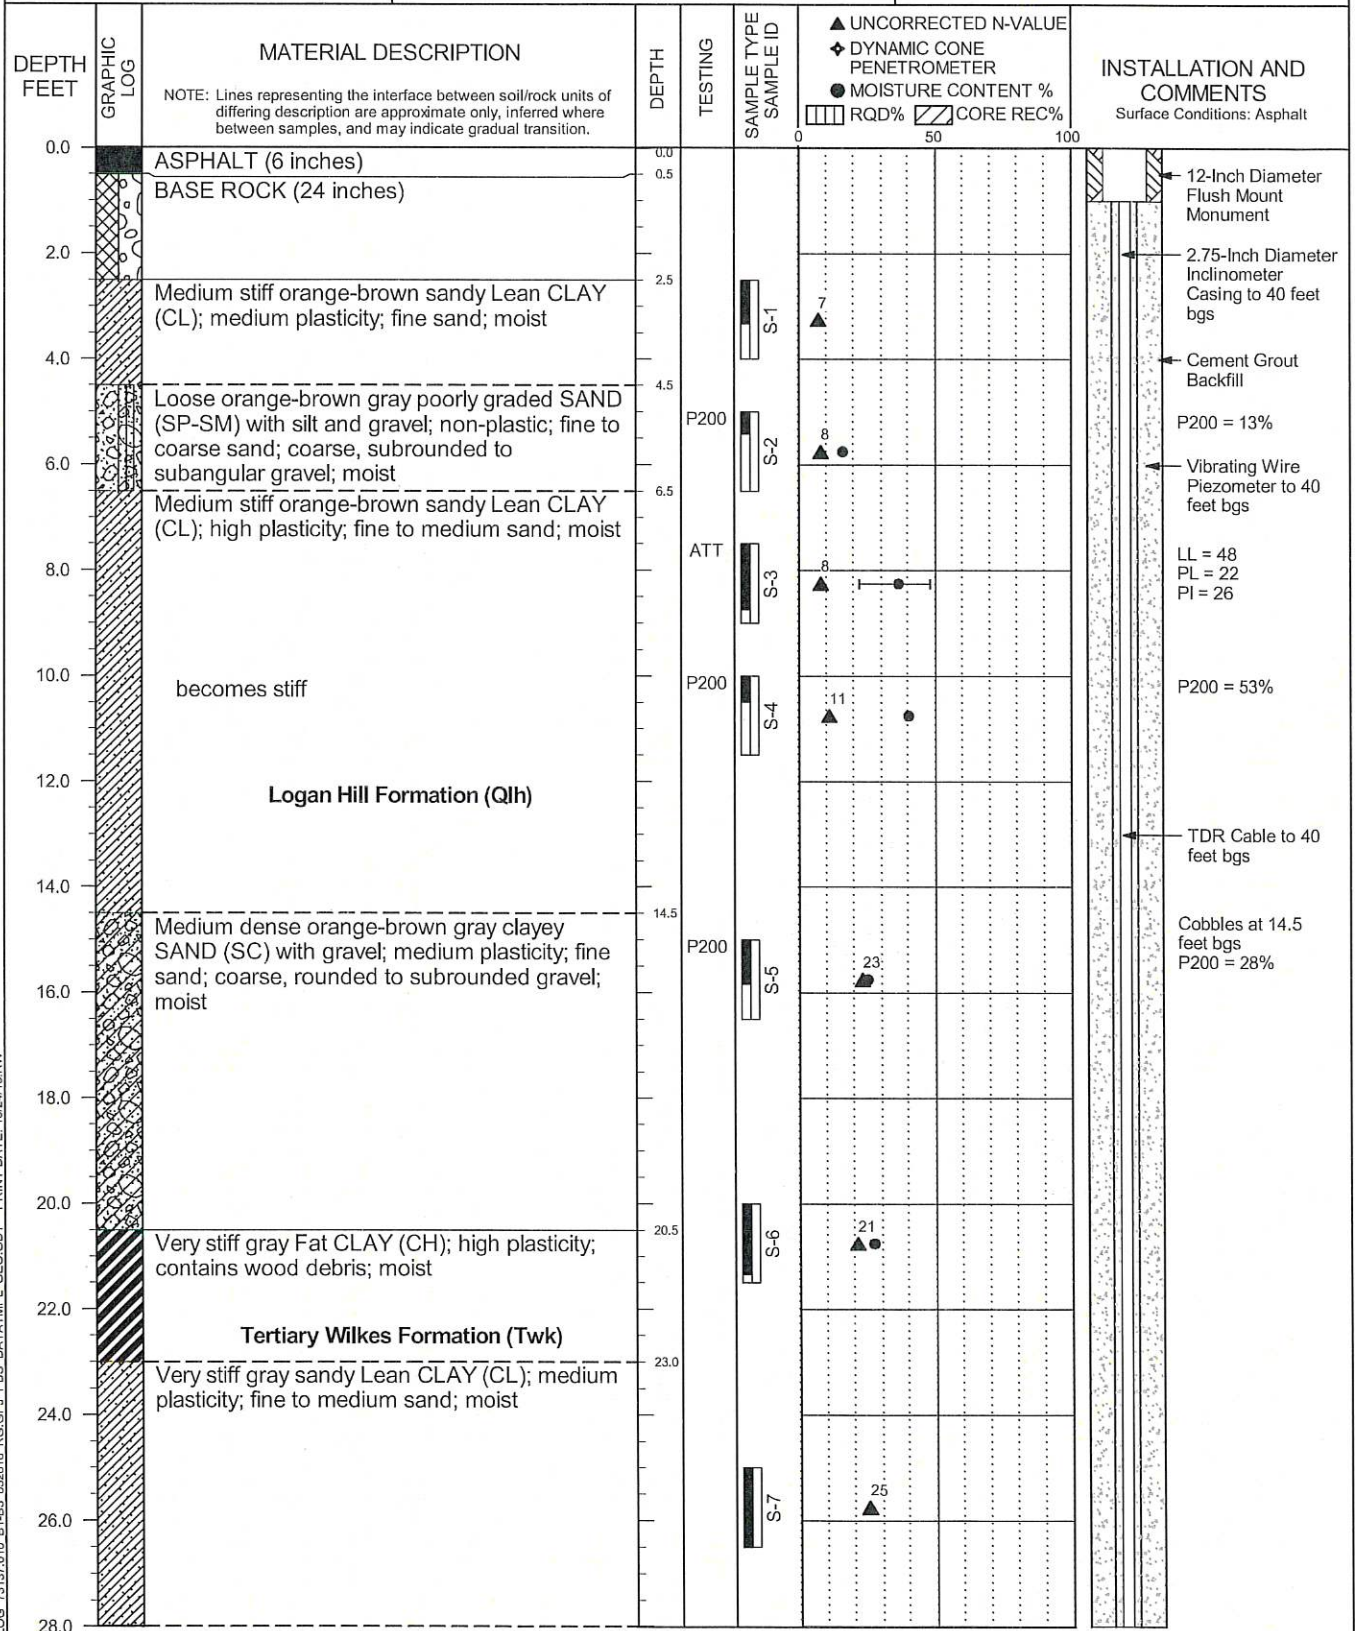 DEPTH
FEET
GRAPHIC
LOG
MATERIAL DESCRIPTION
NOTE: Lines representing the interface between soil/rock units of
differing description are approximate only, inferred where
between samples, and may indicate gradual transition.
DEPTH
TESTING
SAMPLE TYPE
SAMPLE ID
▲ UNCORRECTED N-VALUE
DYNAMIC CONE
PENETROMETER
● MOISTURE CONTENT %
RQD% CORE REC%
0 50 100
INSTALLATION AND
COMMENTS
Surface Conditions: Asphalt
0.0
ASPHALT (6 inches)
0.0
0.5
BASE ROCK (24 inches)
12-Inch Diameter
Flush Mount
Monument
2.0
2.75-Inch Diameter
Inclinometer
Casing to 40 feet
bgs
2.5
Medium stiff orange-brown sandy Lean CLAY
(CL); medium plasticity; fine sand; moist
S-1
7
4.0
Cement Grout
Backfill
4.5
Loose orange-brown gray poorly graded SAND
(SP-SM) with silt and gravel; non-plastic; fine to
coarse sand; coarse, subrounded to
subangular gravel; moist
P200
S-2
8
P200 = 13%
6.0
Vibrating Wire
Piezometer to 40
feet bgs
6.5
Medium stiff orange-brown sandy Lean CLAY
(CL); high plasticity; fine to medium sand; moist
ATT
S-3
8
LL = 48
PL = 22
PI = 26
8.0
10.0
becomes stiff
P200
S-4
11
P200 = 53%
12.0
Logan Hill Formation (Qlh)
TDR Cable to 40
feet bgs
14.0
14.5
Medium dense orange-brown gray clayey
SAND (SC) with gravel; medium plasticity; fine
sand; coarse, rounded to subrounded gravel;
moist
P200
S-5
23
Cobbles at 14.5
feet bgs
P200 = 28%
16.0
18.0
20.0
20.5
Very stiff gray Fat CLAY (CH); high plasticity;
contains wood debris; moist
S-6
21
22.0
Tertiary Wilkes Formation (Twk)
23.0
Very stiff gray sandy Lean CLAY (CL); medium
plasticity; fine to medium sand; moist
24.0
S-7
25
26.0
28.0